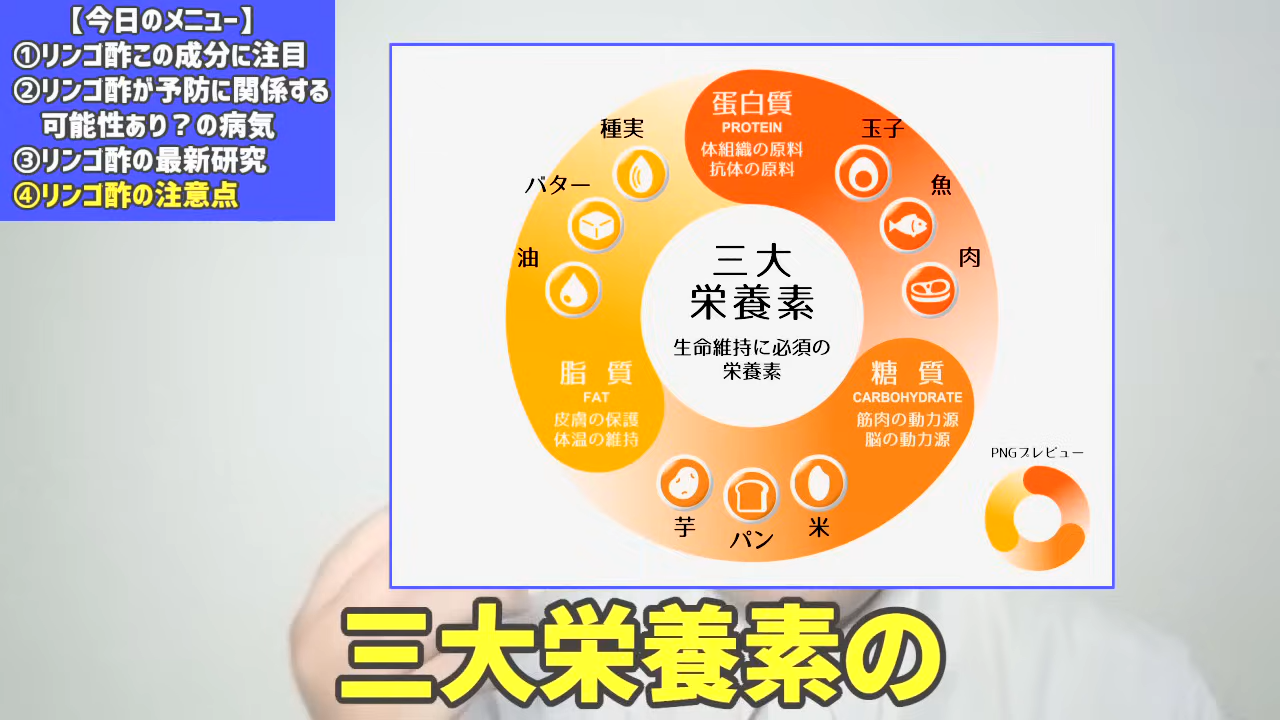 【今日のメニュー】
①リンゴ酢この成分に注目
②リンゴ酢が予防に関係する
可能性あり？の病気
③リンゴ酢の最新研究
④リンゴ酢の注意点
蛋白質
PROTEIN
体組織の原料
抗体の原料
玉子
魚
肉
種実
バター
油
三大
栄養素
生命維持に必須の
栄養素
脂質
FAT
皮膚の保護
体温の維持
糖質
CARBOHYDRATE
筋肉の動力源
脳の動力源
芋
パン
米
PNGプレビュー
三大栄養素の